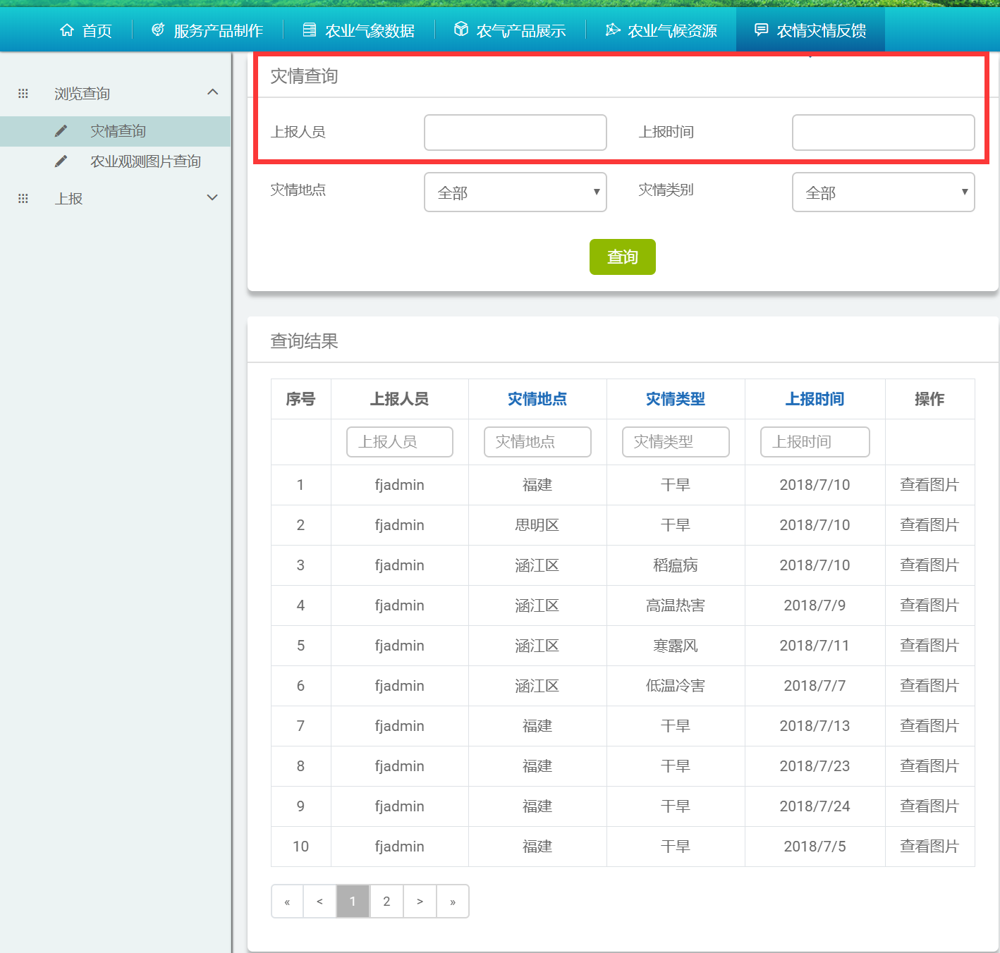 首页 服务产品制作 农业气象数据 农气产品展示 农业气候资源 农情灾情反馈
浏览查询
灾情查询
农业观测图片查询
上报
灾情查询
上报人员 上报时间
灾情地点 全部 灾情类别 全部
查询
查询结果
序号 上报人员 灾情地点 灾情类型 上报时间 操作
上报人员 灾情地点 灾情类型 上报时间
1 fjadmin 福建 干旱 2018/7/10 查看图片
2 fjadmin 思明区 干旱 2018/7/10 查看图片
3 fjadmin 涵江区 稻瘟病 2018/7/10 查看图片
4 fjadmin 涵江区 高温热害 2018/7/9 查看图片
5 fjadmin 涵江区 寒露风 2018/7/11 查看图片
6 fjadmin 涵江区 低温冷害 2018/7/7 查看图片
7 fjadmin 福建 干旱 2018/7/13 查看图片
8 fjadmin 福建 干旱 2018/7/23 查看图片
9 fjadmin 福建 干旱 2018/7/24 查看图片
10 fjadmin 福建 干旱 2018/7/5 查看图片
« < 1 2 > »